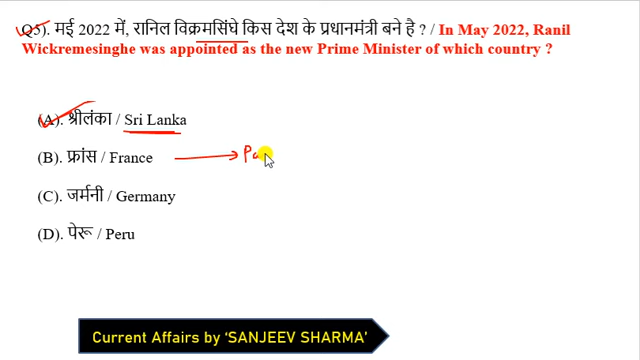 Q5). मई 2022 में, रानिल विक्रमसिंघे किस देश के प्रधानमंत्री बने है ? / In May 2022, Ranil
Wickremesinghe was appointed as the new Prime Minister of which country ?
(A). श्रीलंका / Sri Lanka
(B). फ्रांस / France
Pa
(C). जर्मनी / Germany
(D). पेरू / Peru
Current Affairs by ‘SANJEEV SHARMA’